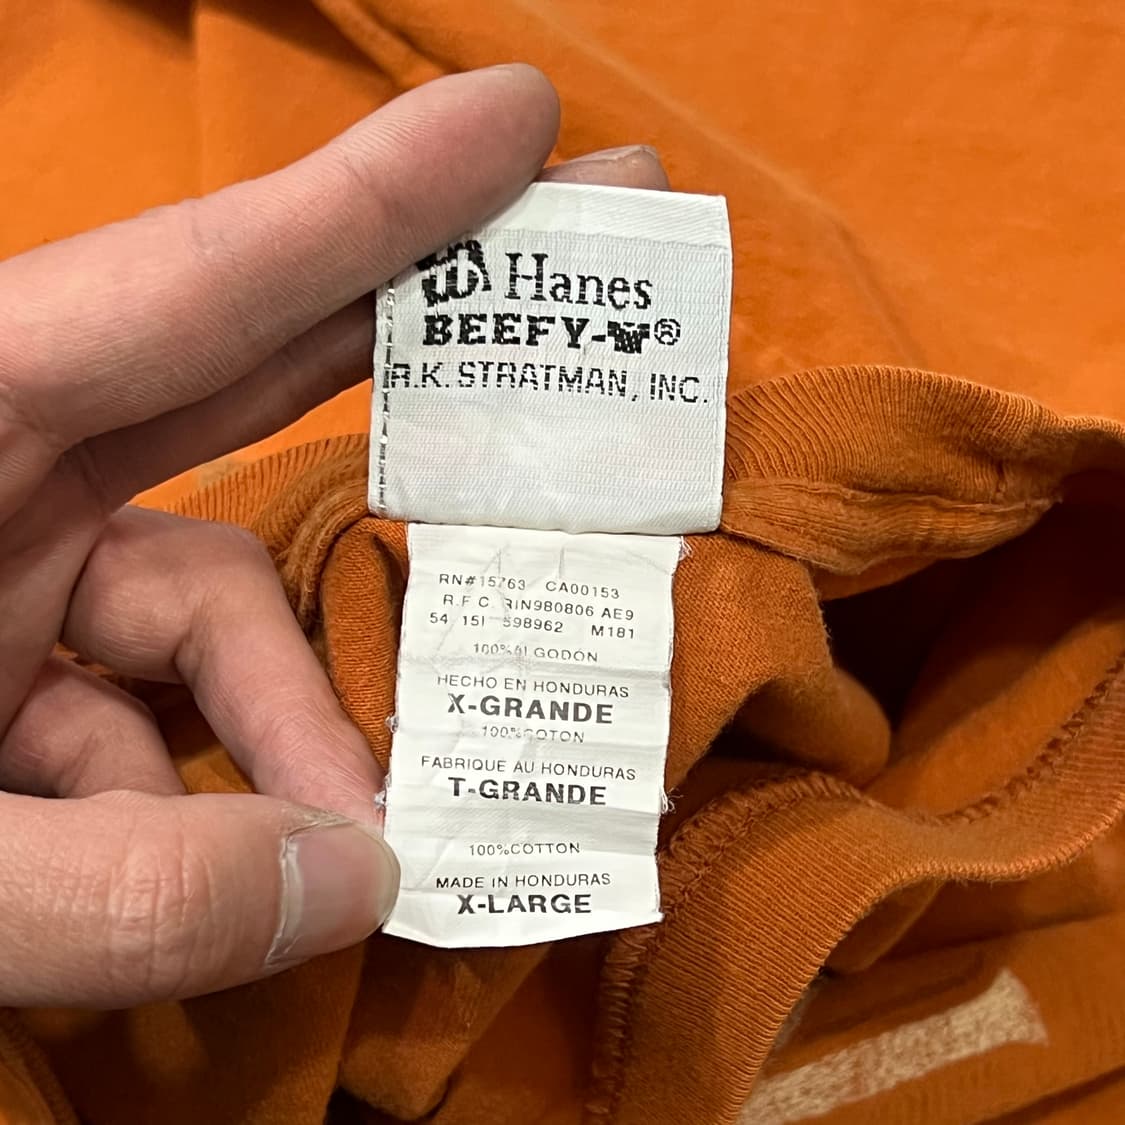 Hanes
BEEFY-T®
R.K. STRATMAN, INC.
RN#15763 CA00153
R.F.C. RIN980806 AE9
54 151 598962 M181
100% ALGODÓN
HECHO EN HONDURAS
X-GRANDE
100%COTON
FABRIQUE AU HONDURAS
T-GRANDE
100%COTTON
MADE IN HONDURAS
X-LARGE